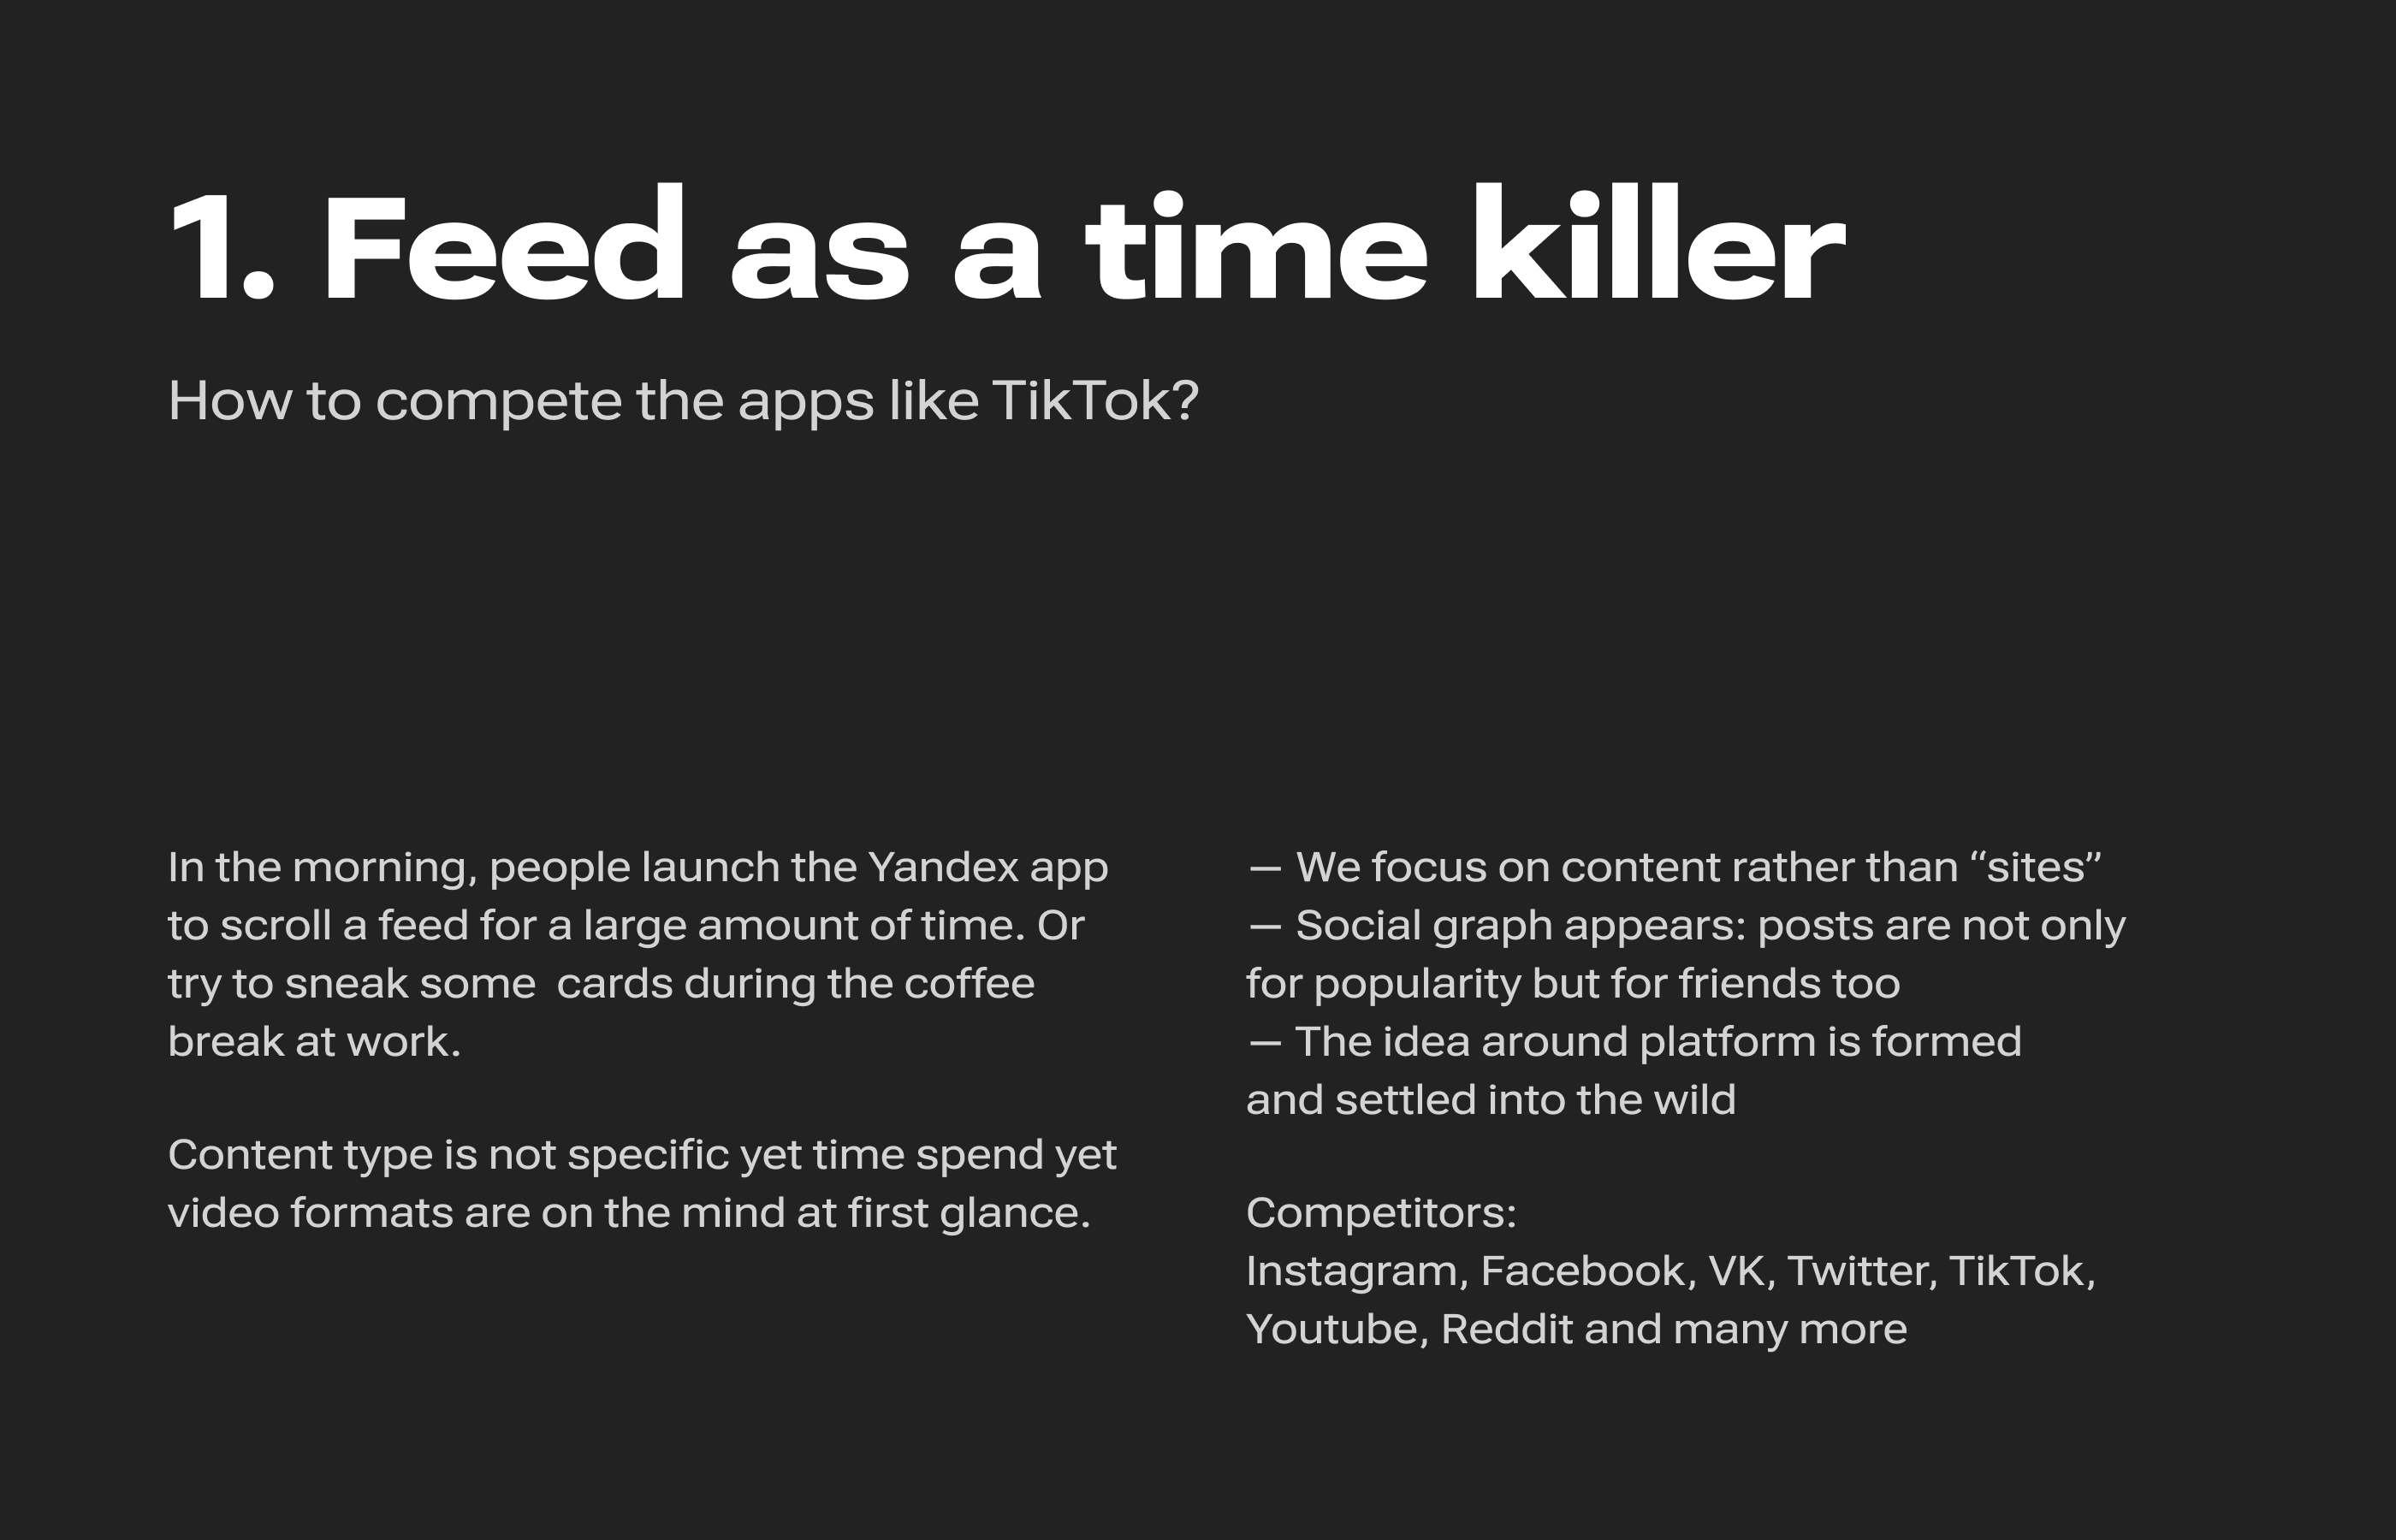 1. Feed as a time killer
How to compete the apps like TikTok?
In the morning, people launch the Yandex app
to scroll a feed for a large amount of time. Or
try to sneak some  cards during the coffee
break at work.
Content type is not specific yet time spend yet
video formats are on the mind at first glance.
— We focus on content rather than “sites”
— Social graph appears: posts are not only
for popularity but for friends too
— The idea around platform is formed
and settled into the wild
Competitors:
Instagram, Facebook, VK, Twitter, TikTok,
Youtube, Reddit and many more